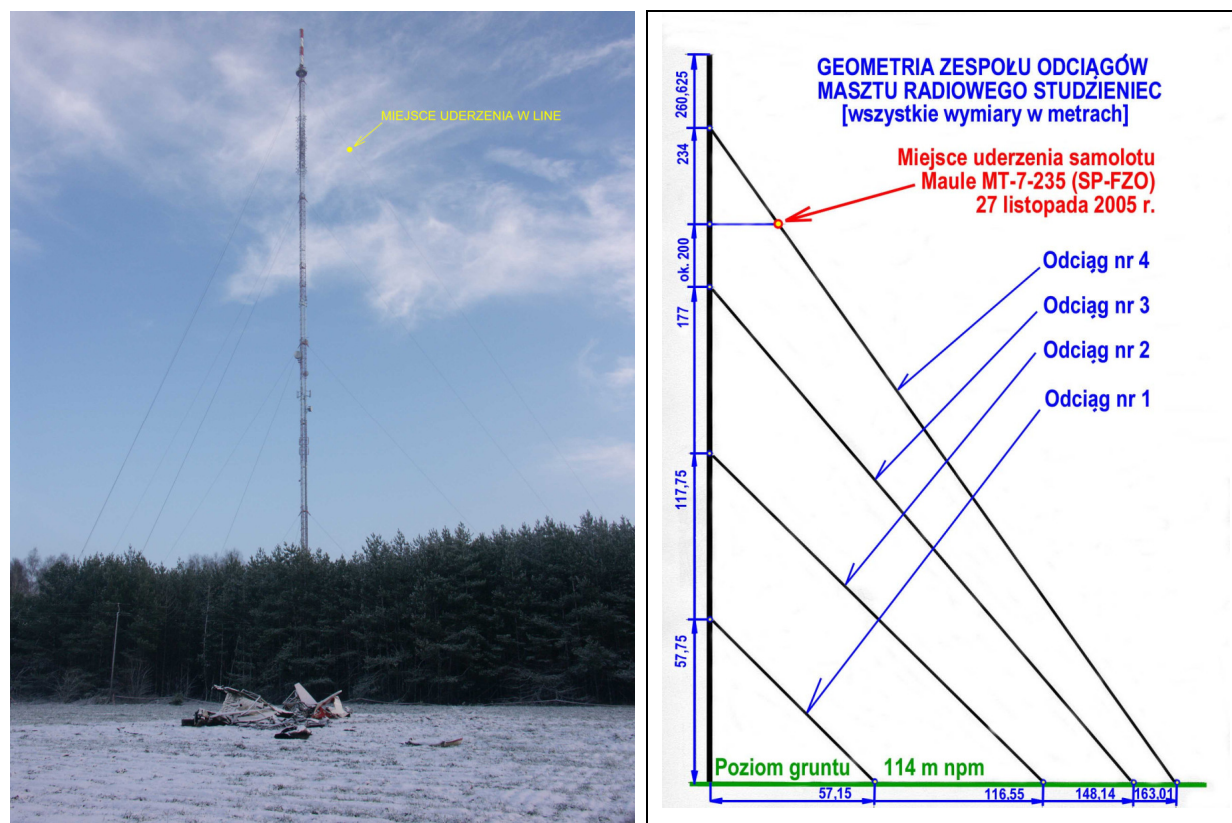 MIEJSCE UDERZENIA W LINE
GEOMETRIA ZESPOŁU ODCIĄGÓW
MASZTU RADIOWEGO STUDZIENIEC
[wszystkie wymiary w metrach]
260,625
234
Miejsce uderzenia samolotu
Maule MT-7-235 (SP-FZO)
27 listopada 2005 r.
ok. 200
Odciąg nr 4
177
Odciąg nr 3
Odciąg nr 2
Odciąg nr 1
117,75
57,75
Poziom gruntu 114 m npm
57,15 116,55 148,14 163,01